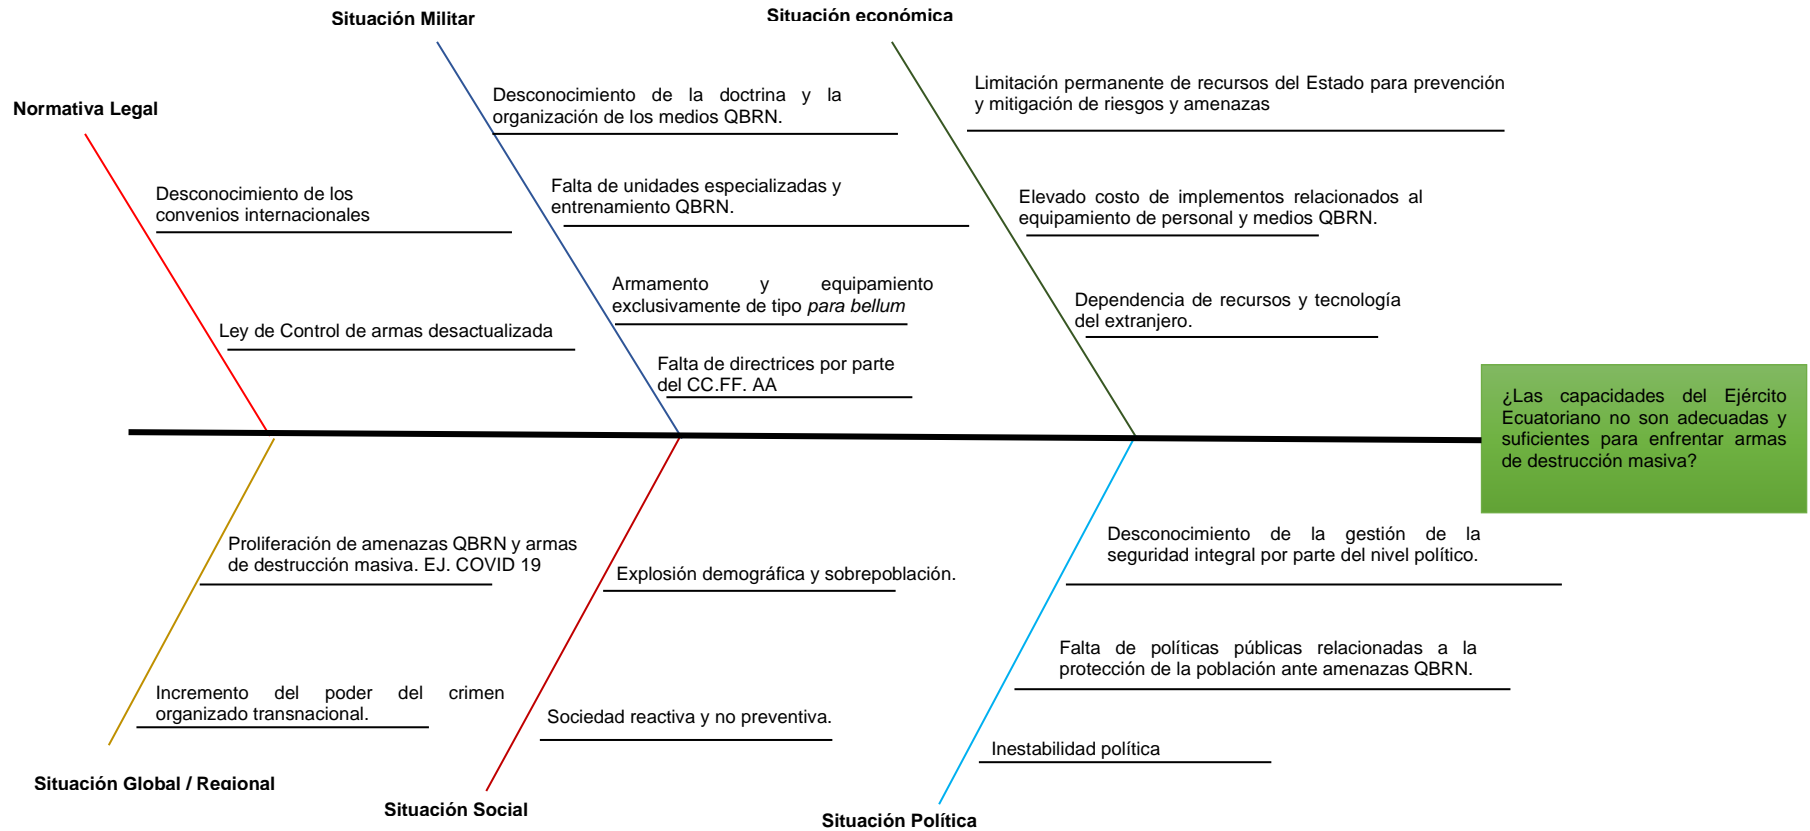 Situación Militar
Situación económica
Normativa Legal
Desconocimiento de la doctrina y la
organización de los medios QBRN.
Limitación permanente de recursos del Estado para prevención
y mitigación de riesgos y amenazas
Desconocimiento de los
convenios internacionales
Falta de unidades especializadas y
entrenamiento QBRN.
Elevado costo de implementos relacionados al
equipamiento de personal y medios QBRN.
Armamento y equipamiento
exclusivamente de tipo para bellum
Dependencia de recursos y tecnología
del extranjero.
Ley de Control de armas desactualizada
Falta de directrices por parte
del CC.FF. AA
¿Las capacidades del Ejército
Ecuatoriano no son adecuadas y
suficientes para enfrentar armas
de destrucción masiva?
Proliferación de amenazas QBRN y armas
de destrucción masiva. EJ. COVID 19
Explosión demográfica y sobrepoblación.
Desconocimiento de la gestión de la
seguridad integral por parte del nivel político.
Incremento del poder del crimen
organizado transnacional.
Sociedad reactiva y no preventiva.
Falta de políticas públicas relacionadas a la
protección de la población ante amenazas QBRN.
Inestabilidad política
Situación Global / Regional
Situación Social
Situación Política